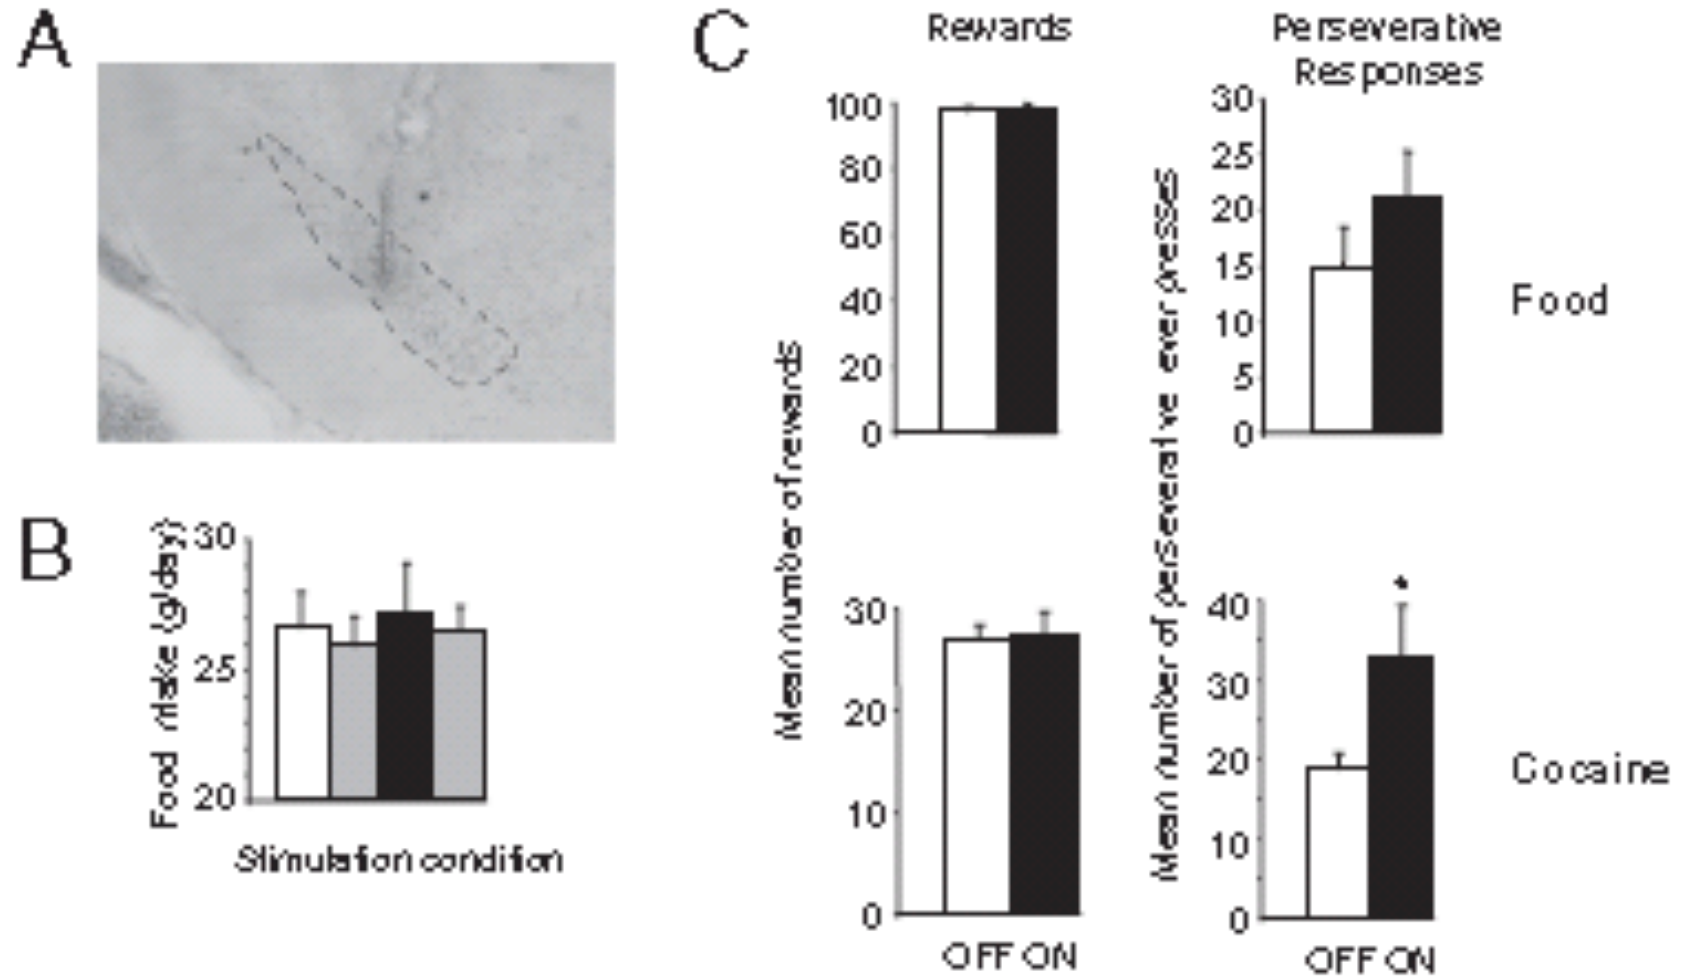 A
B
30
25
20
Food intake (g/day)
Stimulation condition
C
Rewards
Perseverative
Responses
Mean number of rewards
100
80
60
40
20
0
Mean number of perseverative lever presses
30
25
20
15
10
5
0
Food
30
20
10
0
OFF ON
*
40
30
20
10
0
OFF ON
Cocaine